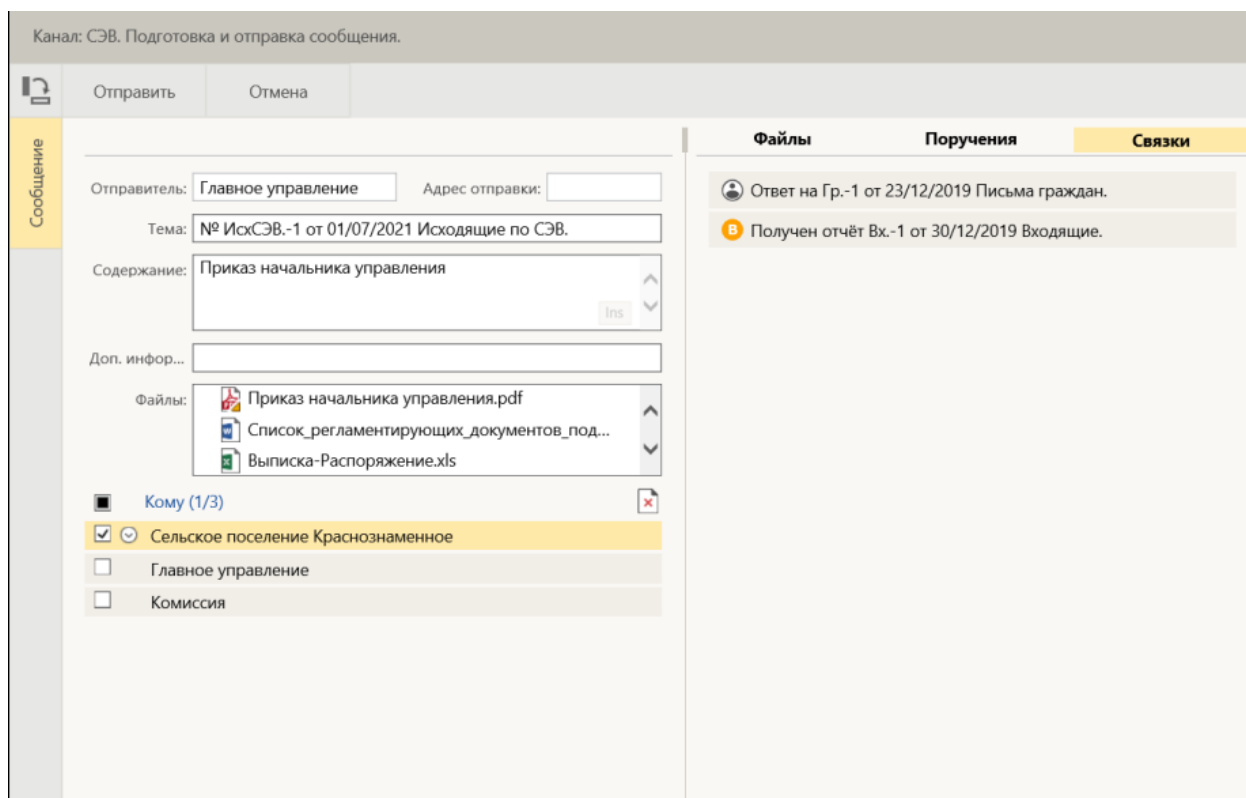 Канал: СЭВ. Подготовка и отправка сообщения.
Отправить Отмена
Сообщение
Файлы Поручения Связки
Отправитель: Главное управление Адрес отправки:
Тема: № ИсхСЭВ.-1 от 01/07/2021 Исходящие по СЭВ.
Содержание: Приказ начальника управления
Ins
Доп. инфор...
Файлы: Приказ начальника управления.pdf
Список_регламентирующих_документов_под...
Выписка-Распоряжение.xls
Кому (1/3)
Сельское поселение Краснознаменное
Главное управление
Комиссия
Ответ на Гр.-1 от 23/12/2019 Письма граждан.
В Получен отчёт Вх.-1 от 30/12/2019 Входящие.